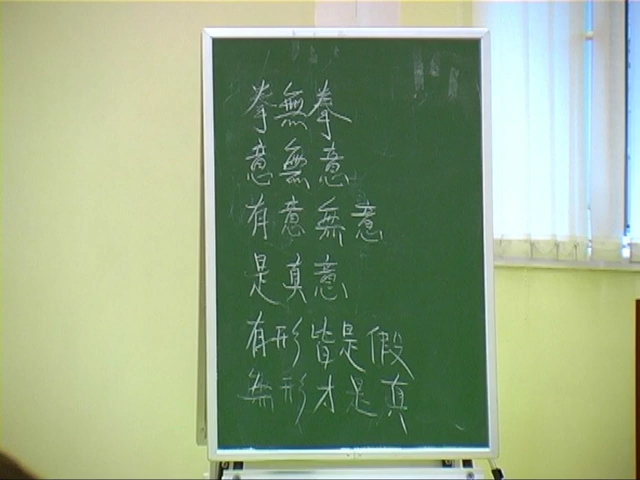 拳無拳
意無意
有意無意
是真意
有形皆是假
無形才是真